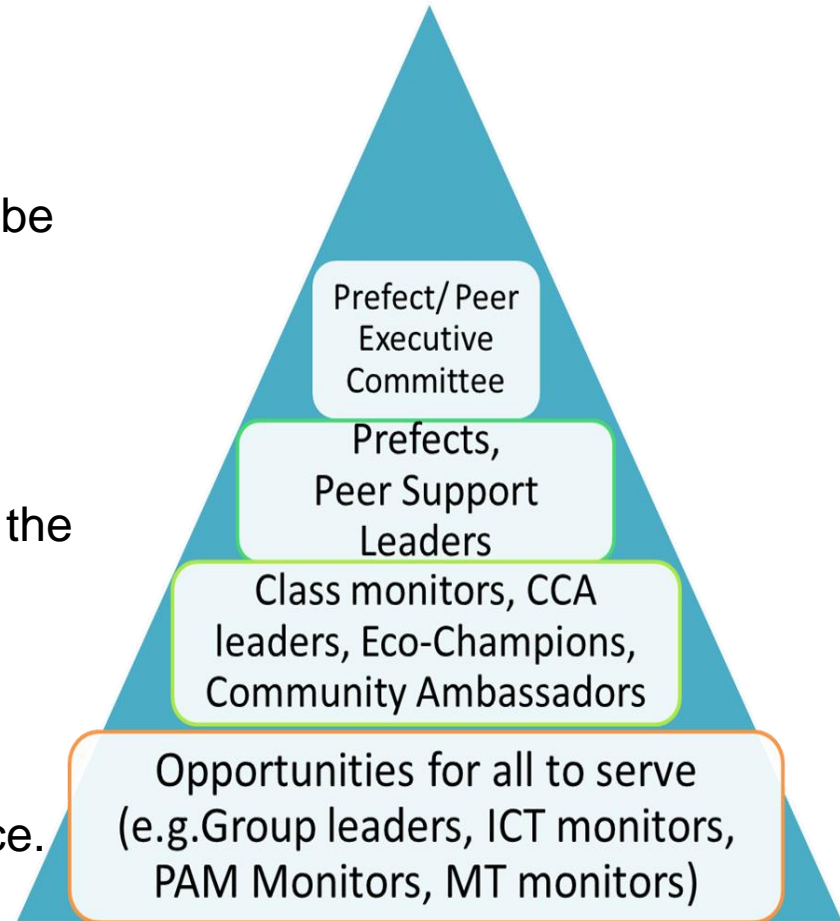 be
Prefect/ Peer
Executive
Committee
Prefects,
Peer Support
Leaders
the
Class monitors, CCA
leaders, Eco-Champions,
Community Ambassadors
Opportunities for all to serve
(e.g.Group leaders, ICT monitors,
ce.
PAM Monitors, MT monitors)